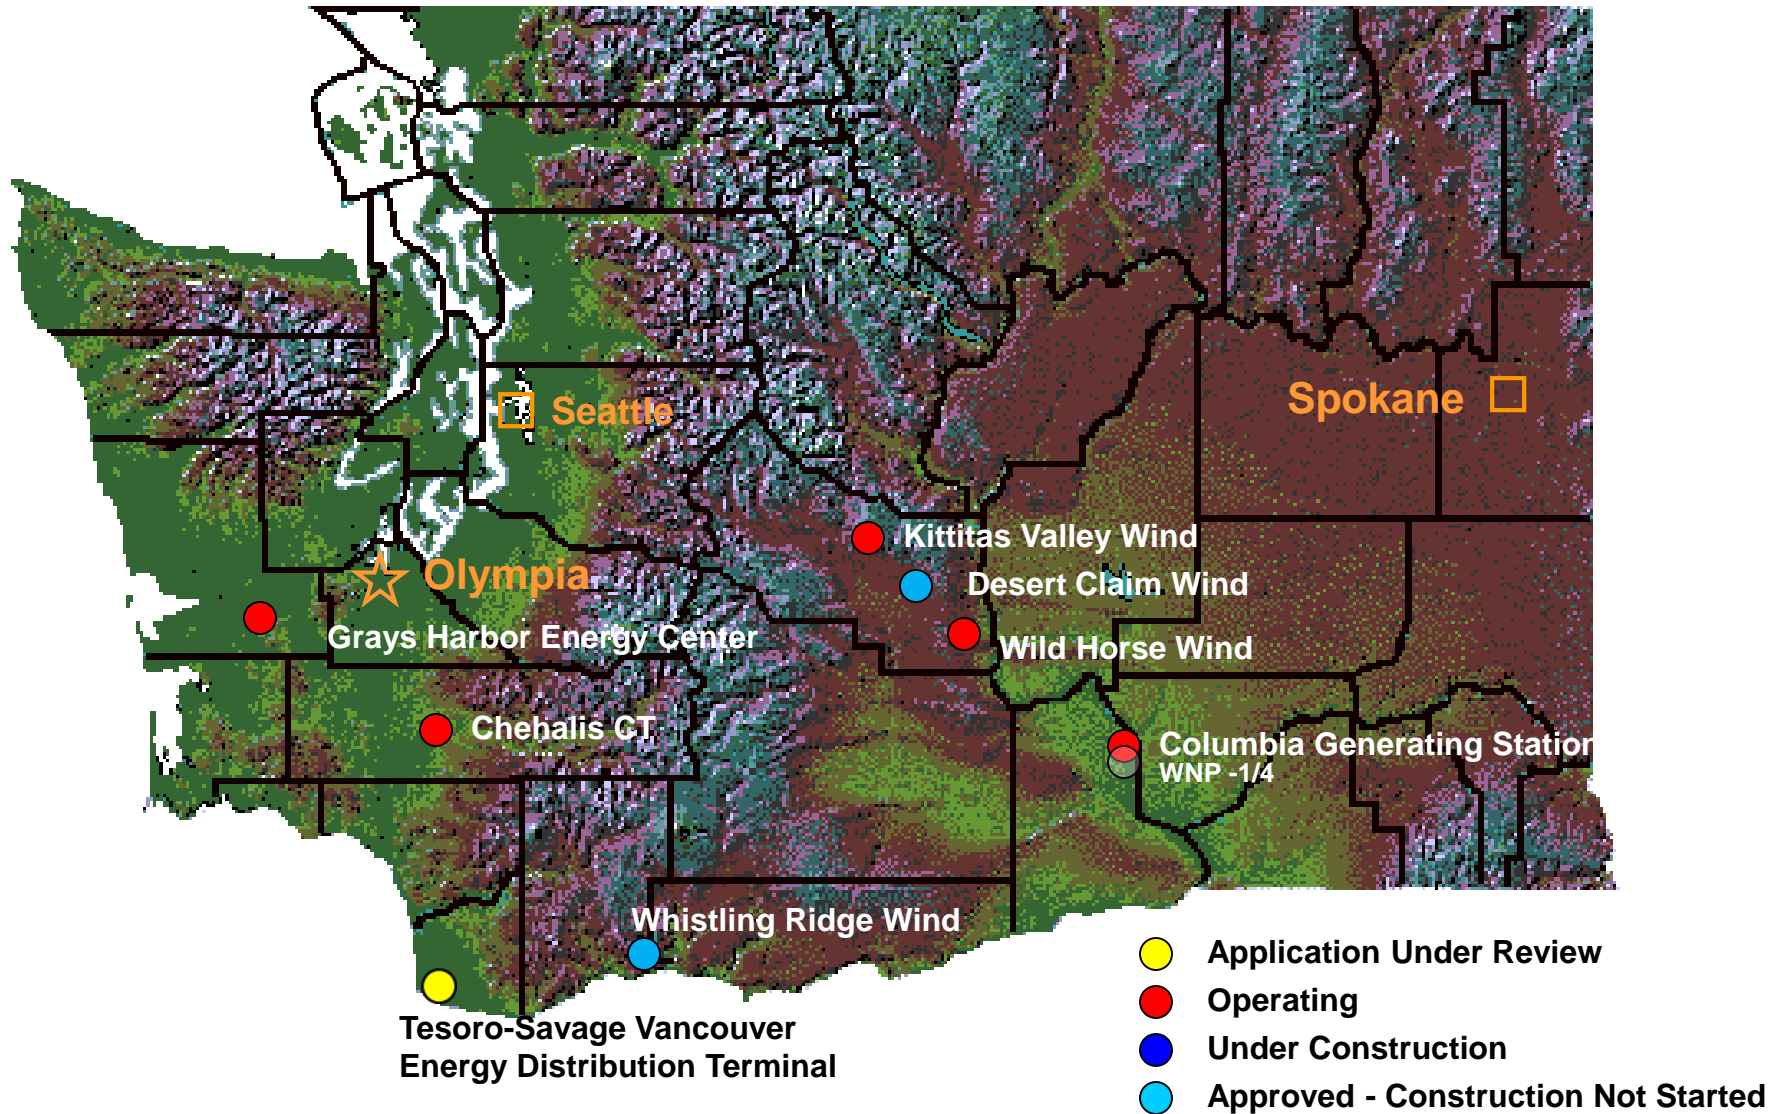 Seattle
Spokane
Kittitas Valley Wind
Olympia
Desert Claim Wind
Grays Harbor Energy Center
Wild Horse Wind
Chehalis CT
Columbia Generating Station
WNP -1/4
Whistling Ridge Wind
Tesoro-Savage Vancouver
Energy Distribution Terminal
Application Under Review
Operating
Under Construction
Approved - Construction Not Started